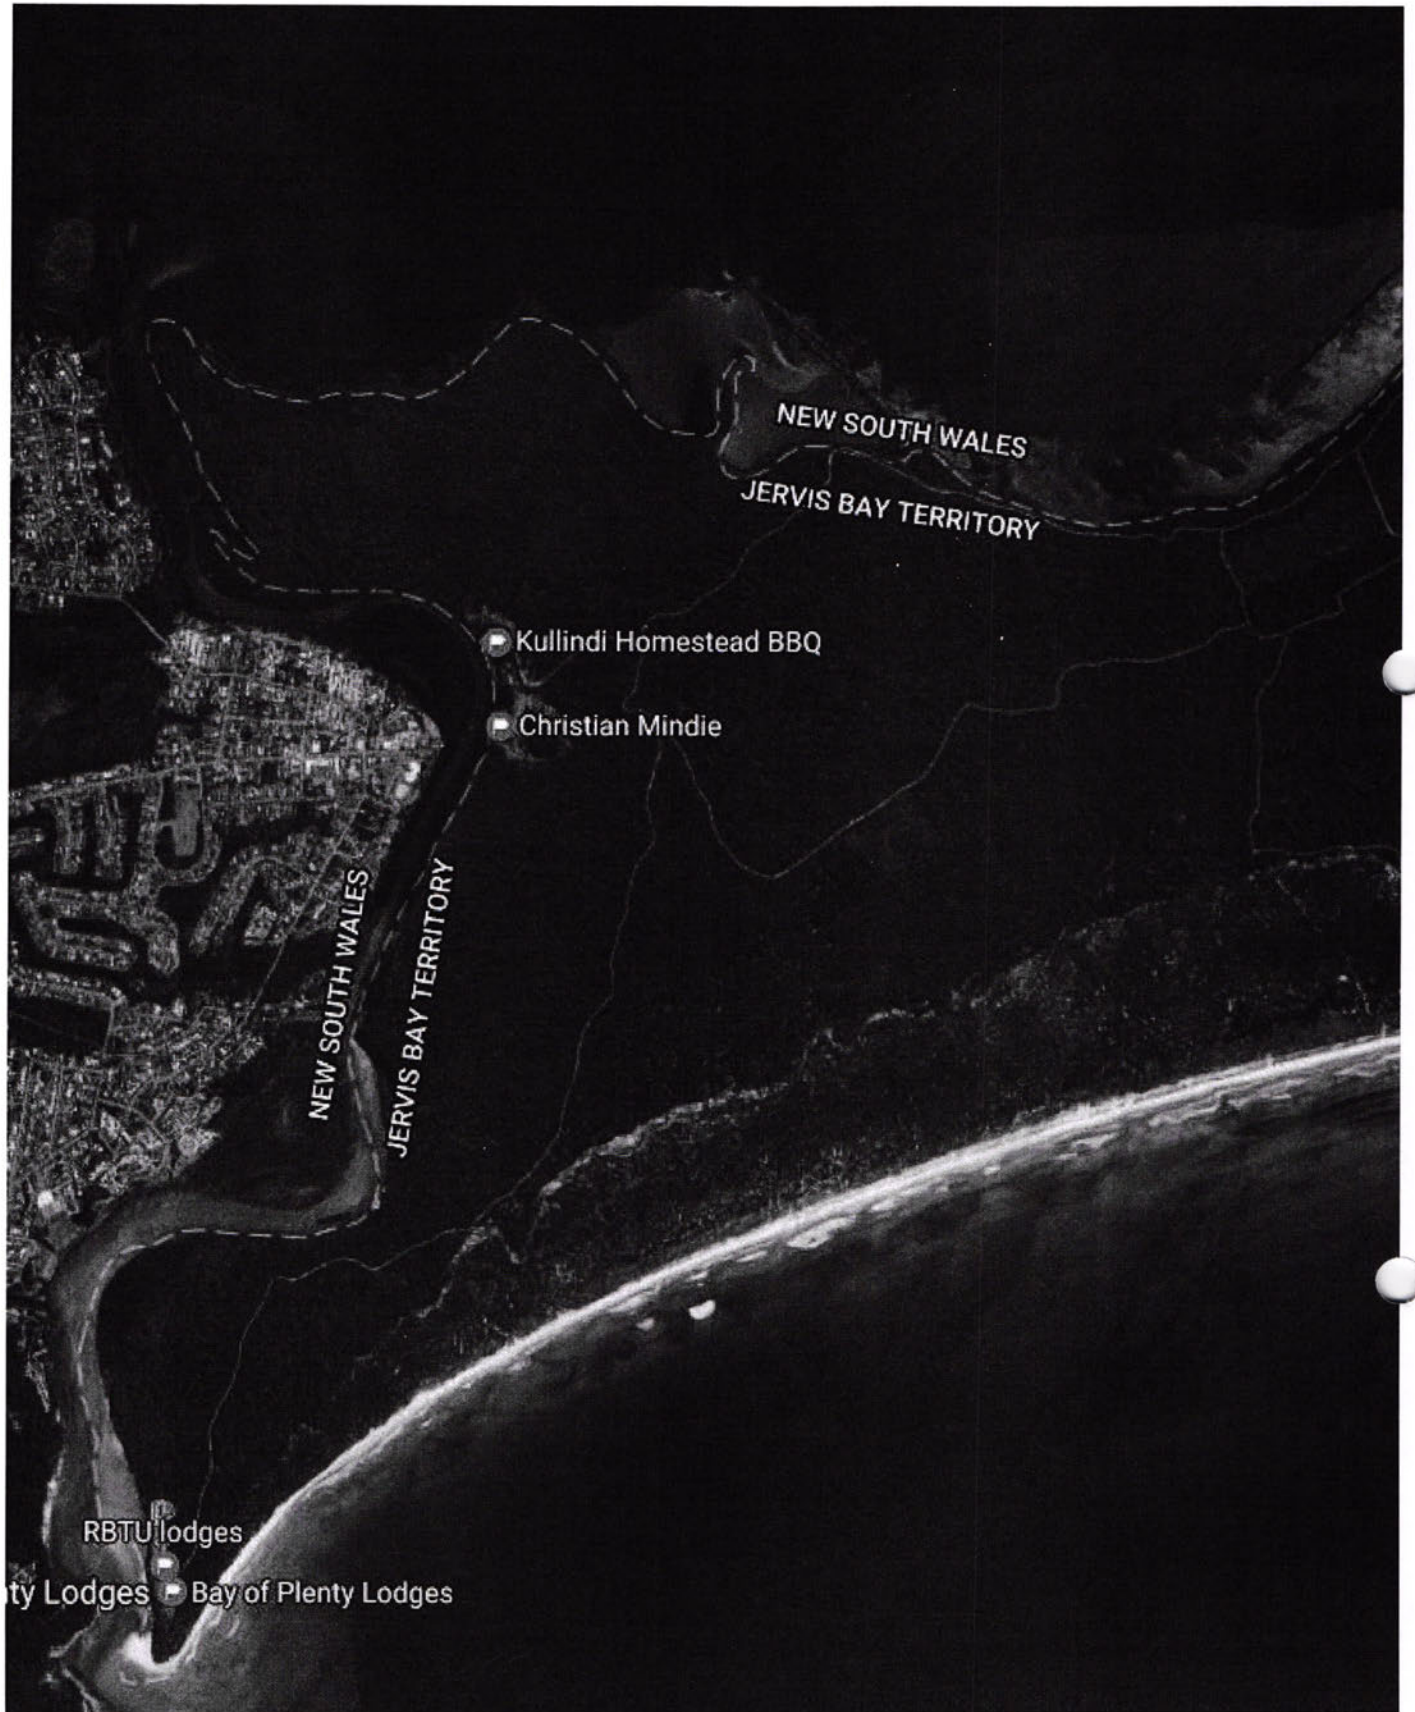 NEW SOUTH WALES
JERVIS BAY TERRITORY
Kullindi Homestead BBQ
Christian Mindie
NEW SOUTH WALES
JERVIS BAY TERRITORY
RBTU lodges
ty Lodges
Bay of Plenty Lodges